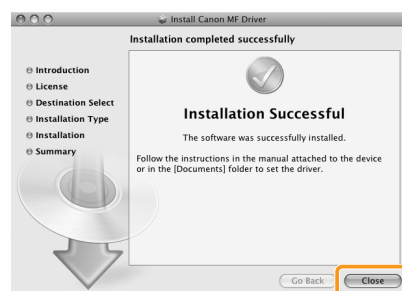 Install Canon MF Driver
Installation completed successfully
Introduction
License
Destination Select
Installation Type
Installation
Summary
Installation Successful
The software was successfully installed.
Follow the instructions in the manual attached to the device
or in the [Documents] folder to set the driver.
Go Back
Close